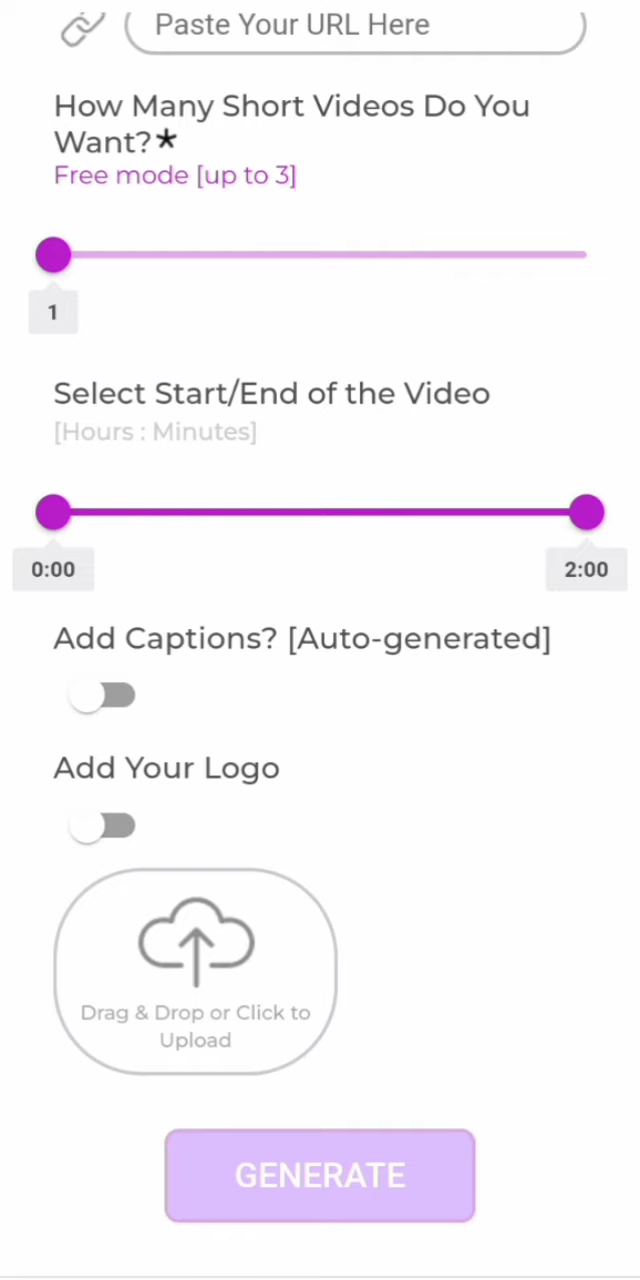 Paste Your URL Here
How Many Short Videos Do You
Want?*
Free mode [up to 3]
1
Select Start/End of the Video
[Hours : Minutes]
0:00
2:00
Add Captions? [Auto-generated]
Add Your Logo
Drag & Drop or Click to
Upload
GENERATE